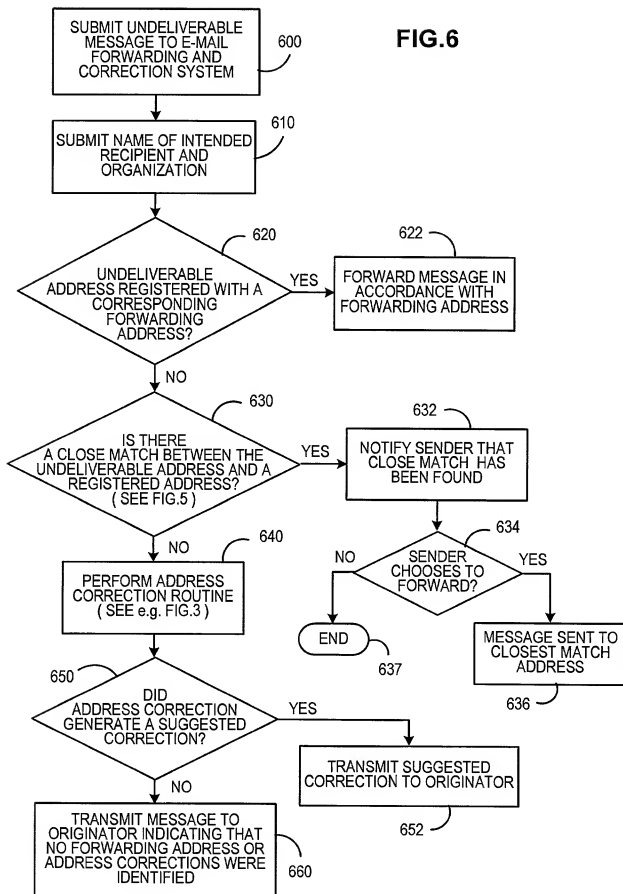 FIG.6
SUBMIT UNDELIVERABLE
MESSAGE TO E-MAIL
FORWARDING AND
CORRECTION SYSTEM
600
SUBMIT NAME OF INTENDED
RECIPIENT AND
ORGANIZATION
610
620
UNDELIVERABLE
ADDRESS REGISTERED WITH A
CORRESPONDING
FORWARDING
ADDRESS?
YES
622
FORWARD MESSAGE IN
ACCORDANCE WITH
FORWARDING ADDRESS
NO
630
IS THERE
A CLOSE MATCH BETWEEN THE
UNDELIVERABLE ADDRESS AND A
REGISTERED ADDRESS?
( SEE FIG.5 )
YES
632
NOTIFY SENDER THAT
CLOSE MATCH HAS
BEEN FOUND
634
SENDER
CHOOSES TO
FORWARD?
NO
YES
END
637
MESSAGE SENT TO
CLOSEST MATCH
ADDRESS
636
NO
640
PERFORM ADDRESS
CORRECTION ROUTINE
( SEE e.g. FIG.3 )
650
DID
ADDRESS CORRECTION
GENERATE A SUGGESTED
CORRECTION?
YES
TRANSMIT SUGGESTED
CORRECTION TO ORIGINATOR
652
NO
TRANSMIT MESSAGE TO
ORIGINATOR INDICATING THAT
NO FORWARDING ADDRESS OR
ADDRESS CORRECTIONS WERE
IDENTIFIED
660